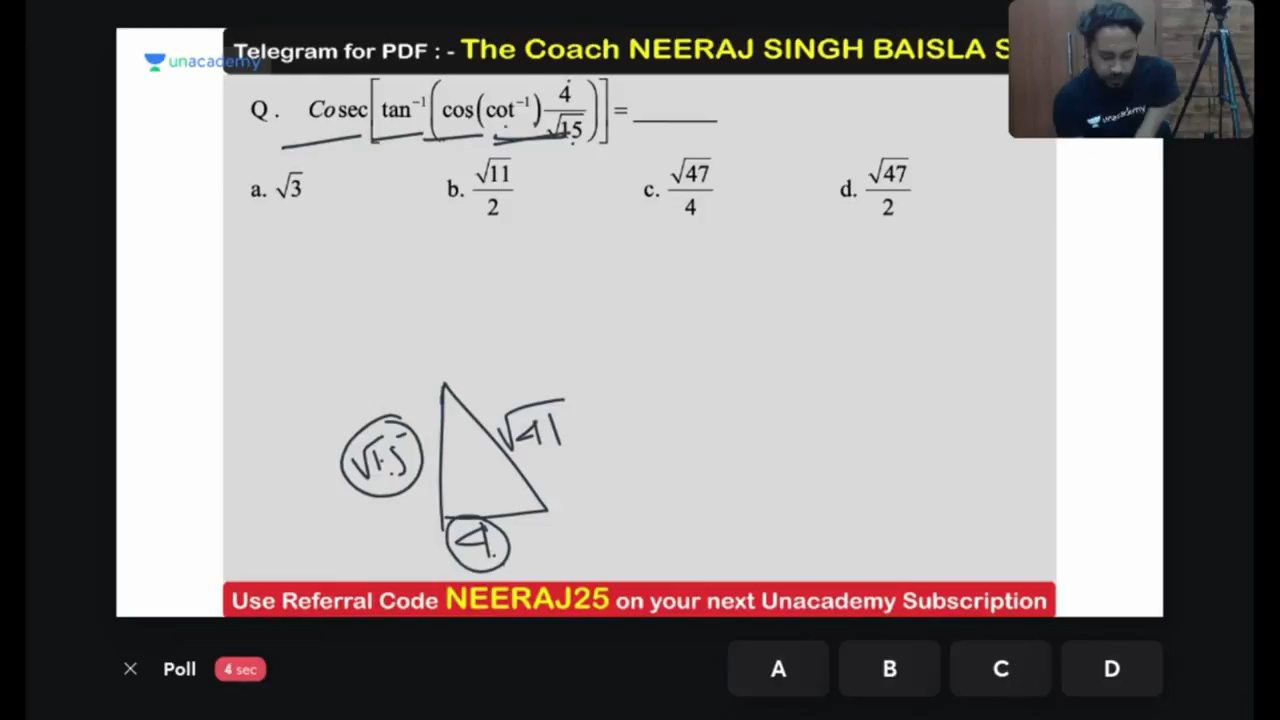 Telegram for PDF : - The Coach NEERAJ SINGH BAISLA S
unacademy
unacademy
Q . Cosec[tan⁻¹(cos(cot⁻¹)4/√15)]= ______
a. √3 b. √11/2 c. √47/4 d. √47/2
√15
√41
4
Use Referral Code NEERAJ25 on your next Unacademy Subscription
× Poll 4 sec A B C D